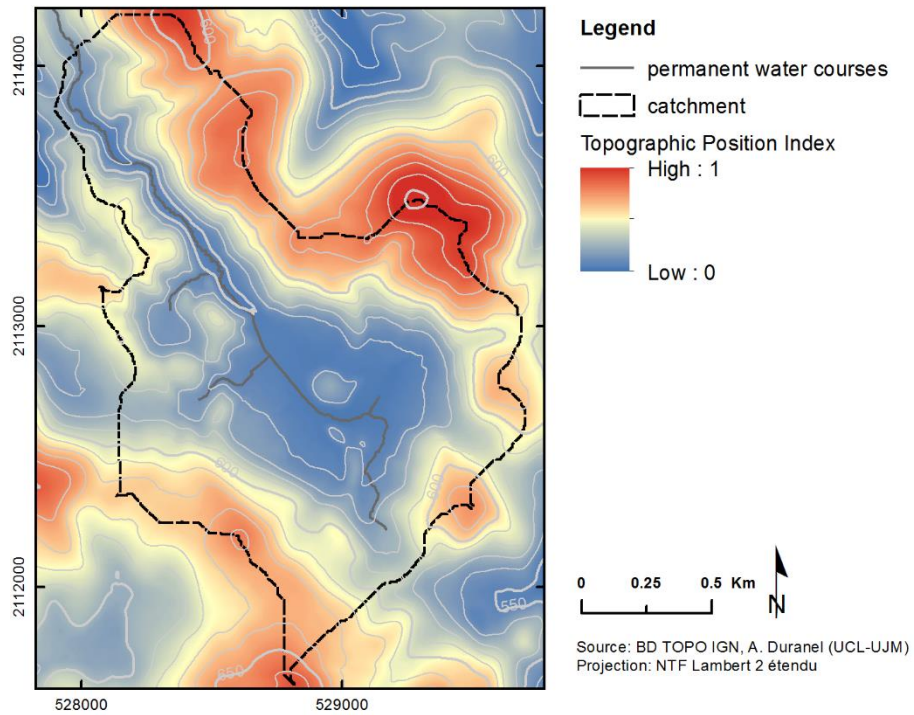 2114000
2113000
2112000
528000
529000
550
600
600
600
650
550
Legend
permanent water courses
catchment
Topographic Position Index
High : 1
Low : 0
0 0.25 0.5 Km
N
Source: BD TOPO IGN, A. Duranel (UCL-UJM)
Projection: NTF Lambert 2 étendu